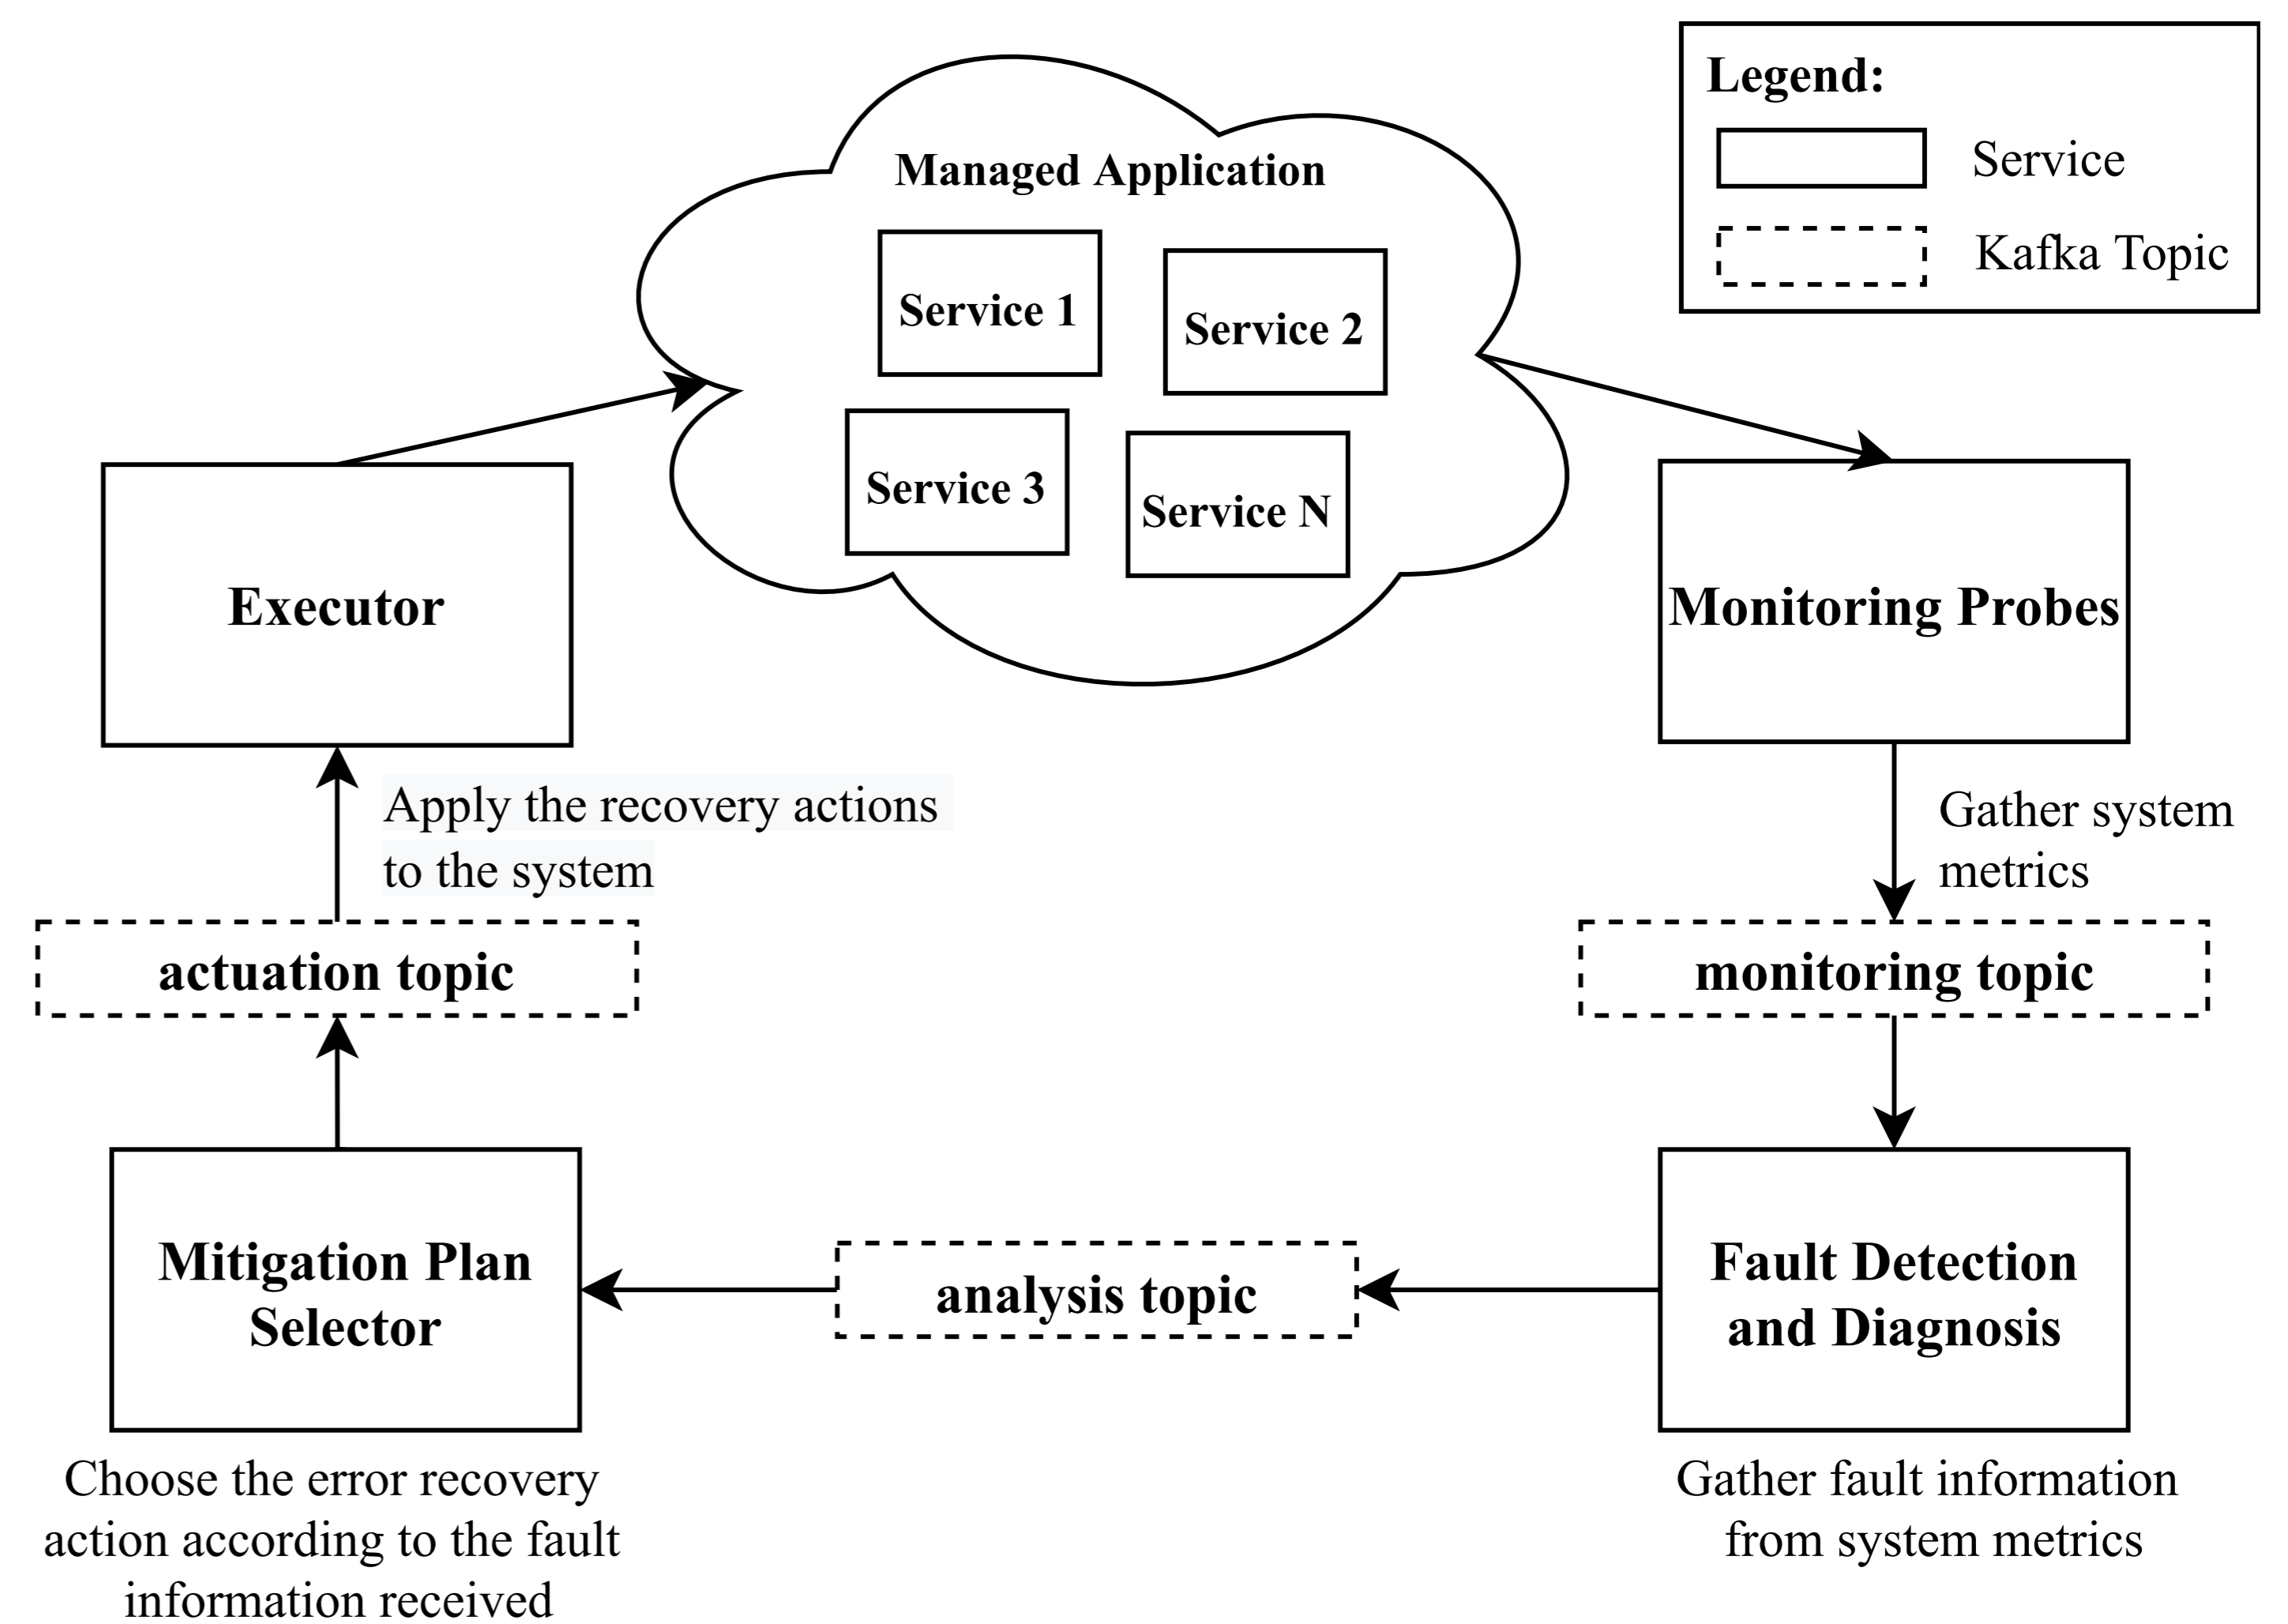 Legend:
Service
Kafka Topic
Managed Application
Service 1
Service 2
Service 3
Service N
Executor
Monitoring Probes
Apply the recovery actions
to the system
Gather system
metrics
actuation topic
monitoring topic
Mitigation Plan
Selector
analysis topic
Fault Detection
and Diagnosis
Choose the error recovery
action according to the fault
information received
Gather fault information
from system metrics